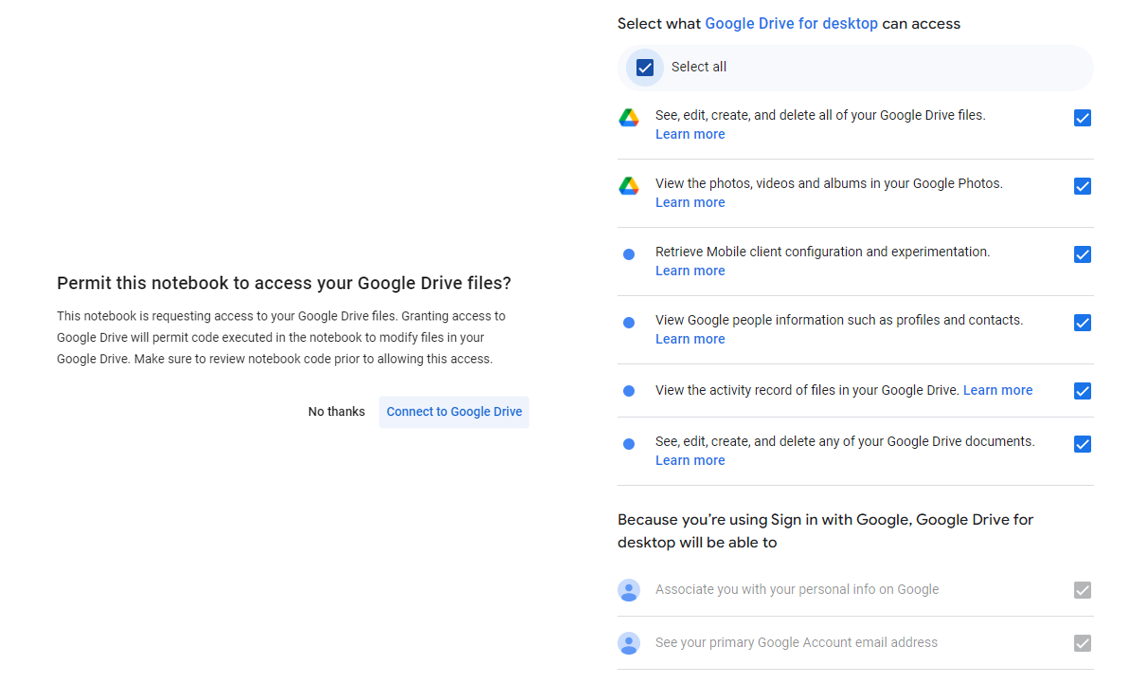 Permit this notebook to access your Google Drive files?
This notebook is requesting access to your Google Drive files. Granting access to
Google Drive will permit code executed in the notebook to modify files in your
Google Drive. Make sure to review notebook code prior to allowing this access.
No thanks
Connect to Google Drive
Select what Google Drive for desktop can access
Select all
See, edit, create, and delete all of your Google Drive files.
Learn more
View the photos, videos and albums in your Google Photos.
Learn more
Retrieve Mobile client configuration and experimentation.
Learn more
View Google people information such as profiles and contacts.
Learn more
View the activity record of files in your Google Drive. Learn more
See, edit, create, and delete any of your Google Drive documents.
Learn more
Because you're using Sign in with Google, Google Drive for
desktop will be able to
Associate you with your personal info on Google
See your primary Google Account email address